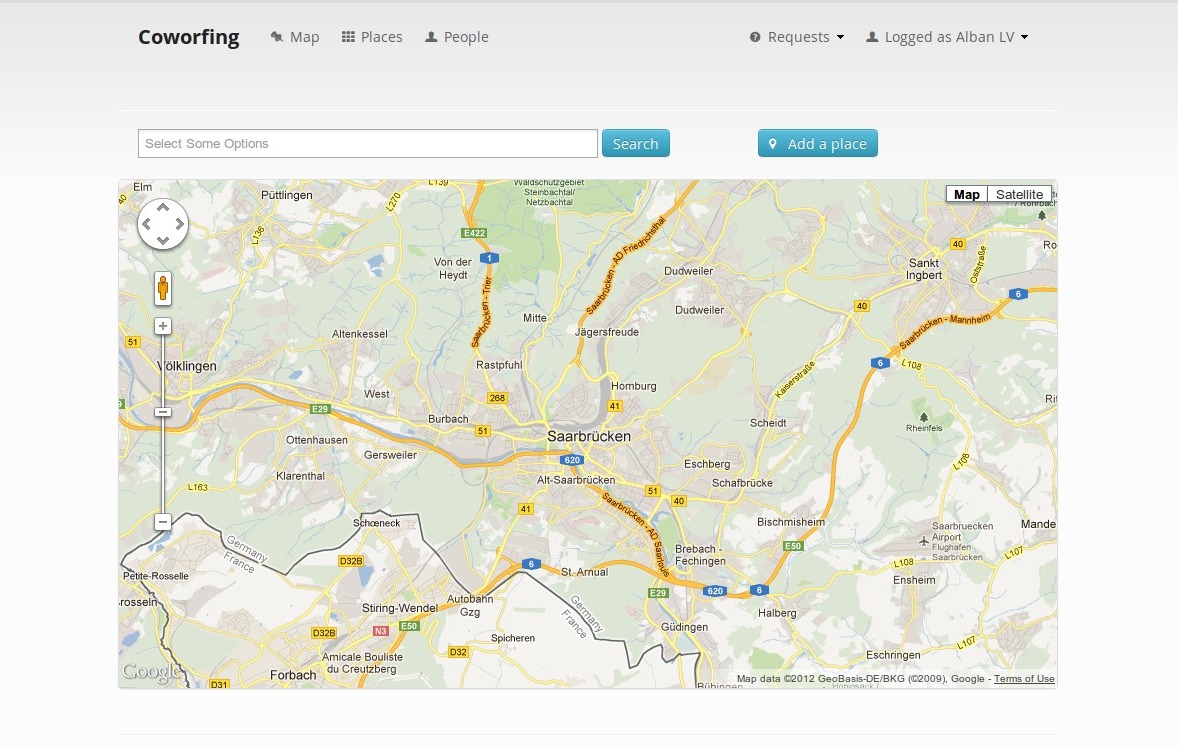 Coworfing Map Places People Requests Logged as Alban LV
Select Some Options Search Add a place
Elm
Püttlingen
L139
Waldschutzgebiet
Steinbachtal/
Netzbachtal
Map Satellite
40
L270
L136
E422
1
Von der
Heydt
Saarbrücken - AD Friedrichsthal
Dudweiler
40
Sankt
Ingbert
Oststraße
Ro
6
Saarbrücken - Trier
Mitte
Dudweiler
40
Saarbrücken - Mannheim
51
Altenkessel
Jägersfreude
Völklingen
Rastpfuhl
6
L108
Kaiserstraße
West
268
Homburg
41
E29
Burbach
51
Saarbrücken
Scheidt
Rheinfels
Ottenhausen
Gersweiler
620
Klarenthal
Alt-Saarbrücken
Eschberg
Schafbrücke
L108
L163
41
51
40
Saarbrücken - AD Saarlouis
Schœneck
Bischmisheim
Saarbruecken
Airport
Flughafen
Saarbrücken
Mande
Germany
France
D32B
Brebach -
Fechingen
E50
L107
L108
Petite-Rosselle
6
St. Arnual
Ensheim
rosseln
Stiring-Wendel
Autobahn
Gzg
Germany
France
E29
620
6
Halberg
D32B
N3
E50
Spicheren
Güdingen
L107
D32
Amicale Bouliste
du Creutzberg
Eschringen
Forbach
D31
Bübingen
Google
Map data ©2012 GeoBasis-DE/BKG (©2009), Google - Terms of Use